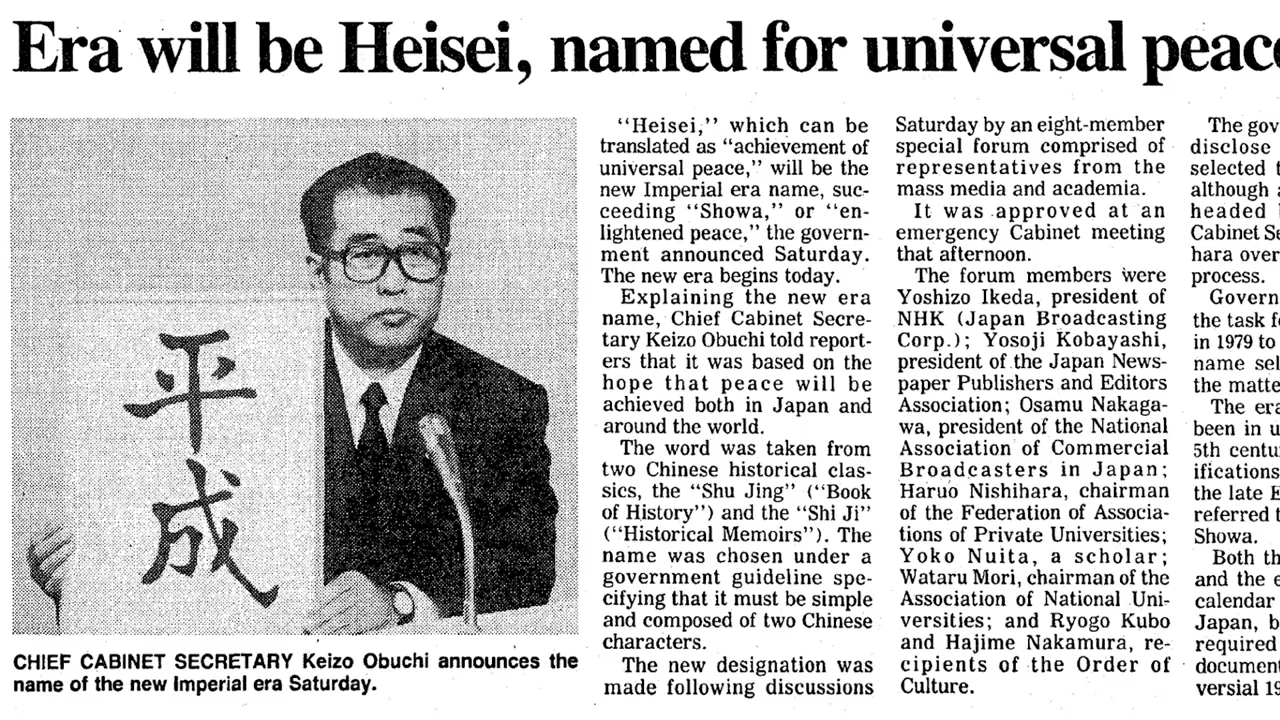 Era will be Heisei, named for universal peac
平
成
CHIEF CABINET SECRETARY Keizo Obuchi announces the
name of the new Imperial era Saturday.
“Heisei,” which can be
translated as “achievement of
universal peace,” will be the
new Imperial era name, suc-
ceeding “Showa,” or “en-
lightened peace,” the govern-
ment announced Saturday.
The new era begins today.
Explaining the new era
name, Chief Cabinet Secre-
tary Keizo Obuchi told report-
ers that it was based on the
hope that peace will be
achieved both in Japan and
around the world.
The word was taken from
two Chinese historical clas-
sics, the “Shu Jing” (“Book
of History”) and the “Shi Ji”
(“Historical Memoirs”). The
name was chosen under a
government guideline spe-
cifying that it must be simple
and composed of two Chinese
characters.
The new designation was
made following discussions
Saturday by an eight-member
special forum comprised of
representatives from the
mass media and academia.
It was approved at an
emergency Cabinet meeting
that afternoon.
The forum members were
Yoshizo Ikeda, president of
NHK (Japan Broadcasting
Corp.); Yosoji Kobayashi,
president of the Japan News-
paper Publishers and Editors
Association; Osamu Nakaga-
wa, president of the National
Association of Commercial
Broadcasters in Japan;
Haruo Nishihara, chairman
of the Federation of Associa-
tions of Private Universities;
Yoko Nuita, a scholar;
Wataru Mori, chairman of the
Association of National Uni-
versities; and Ryogo Kubo
and Hajime Nakamura, re-
cipients of the Order of
Culture.
The gov
disclose
selected t
although a
headed
Cabinet Se
hara over
process.
Govern
the task f
in 1979 to
name sel
the matte
The era
been in u
5th centu
ifications
the late E
referred t
Showa.
Both th
and the e
calendar
Japan, b
required
document
versial 19